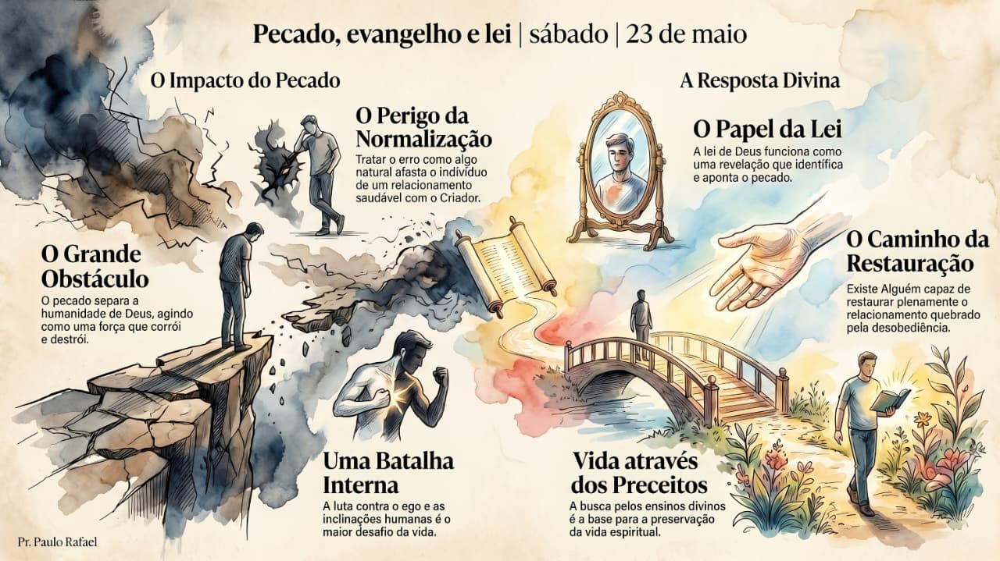 Pecado, evangelho e lei | sábado | 23 de maio
O Impacto do Pecado
O Perigo da
Normalização
Tratar o erro como algo
natural afasta o indivíduo
de um relacionamento
saudável com o Criador.
O Grande
Obstáculo
O pecado separa a
humanidade de Deus, agindo
como uma força que corrói
e destrói.
Uma Batalha
Interna
A luta contra o ego e as
inclinações humanas é o
maior desafio da vida.
A Resposta Divina
O Papel da Lei
A lei de Deus funciona como
uma revelação que identífica
e aponta o pecado.
O Caminho da
Restauração
Existe Alguém capaz de
restaurar plenamente o
relacionamento quebrado
pela desobediência.
Vida através
dos Preceitos
A busca pelos ensinos divinos
é a base para a preservação
da vida espiritual.
Pr. Paulo Rafael